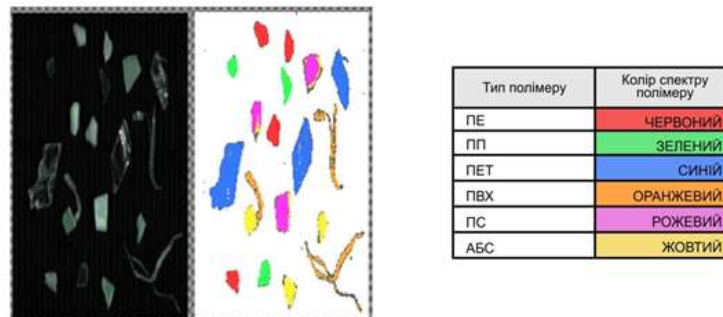 Тип полімеру Колір спектру полімеру
ПЕ ЧЕРВОНИЙ
ПП ЗЕЛЕНИЙ
ПЕТ СИНІЙ
ПВХ ОРАНЖЕВИЙ
ПС РОЖЕВИЙ
АБС ЖОВТИЙ